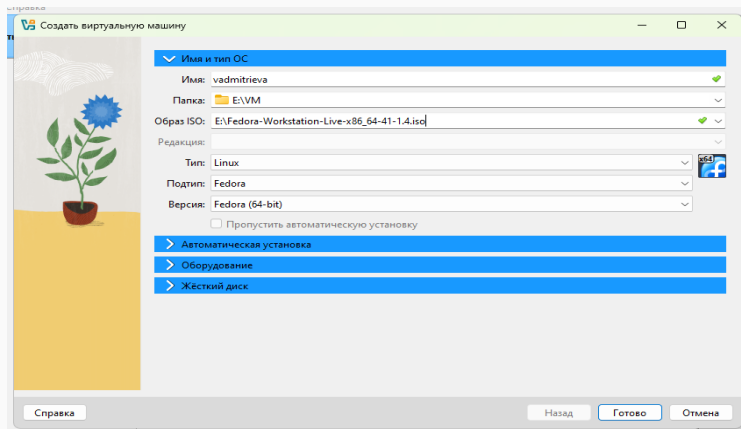 Справка
Создать виртуальную машину
Имя и тип ОС
Имя: vadmitrieva
Папка: E:\VM
Образ ISO: E:\Fedora-Workstation-Live-x86_64-41-1.4.iso
Редакция:
Тип: Linux
x64
Подтип: Fedora
Версия: Fedora (64-bit)
Пропустить автоматическую установку
Автоматическая установка
Оборудование
Жёсткий диск
Справка Назад Готово Отмена